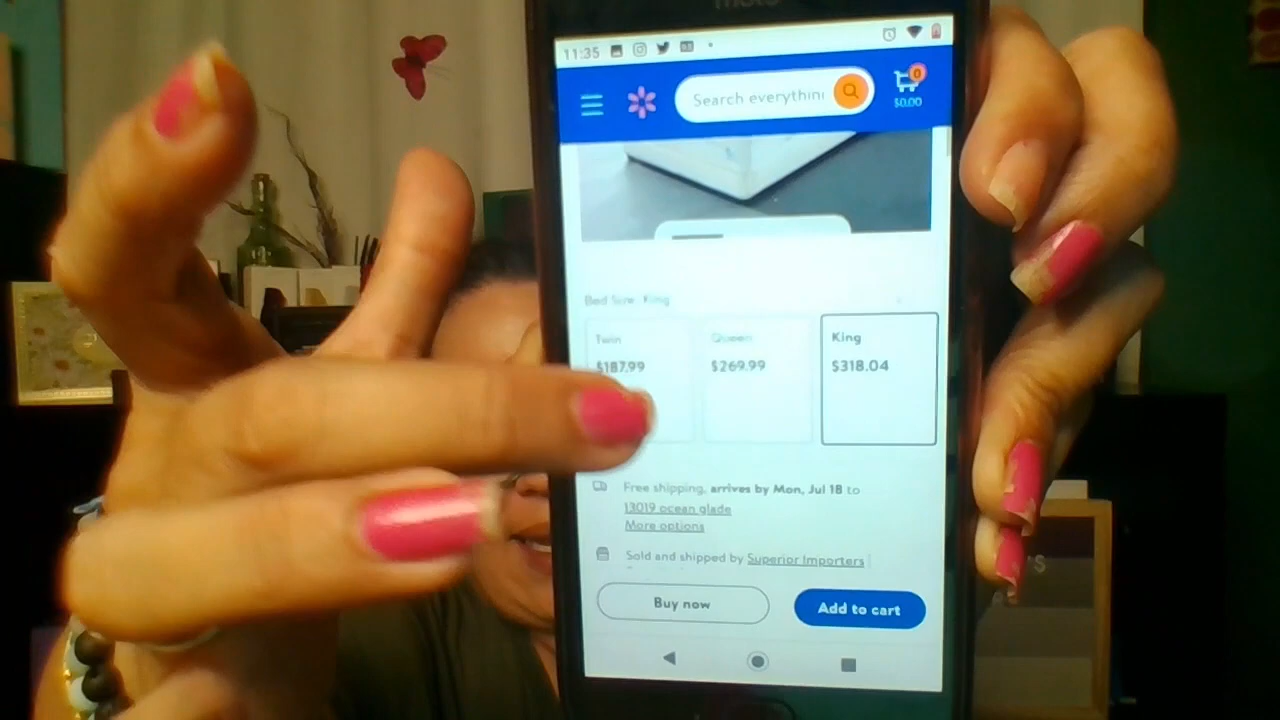 moto
11:35
Search everythin
0
$0.00
Bed Size: King
Twin
Queen
King
$187.99
$269.99
$318.04
Free shipping, arrives by Mon, Jul 18 to
13019 ocean glade
More options
Sold and shipped by Superior Importers
Buy now
Add to cart